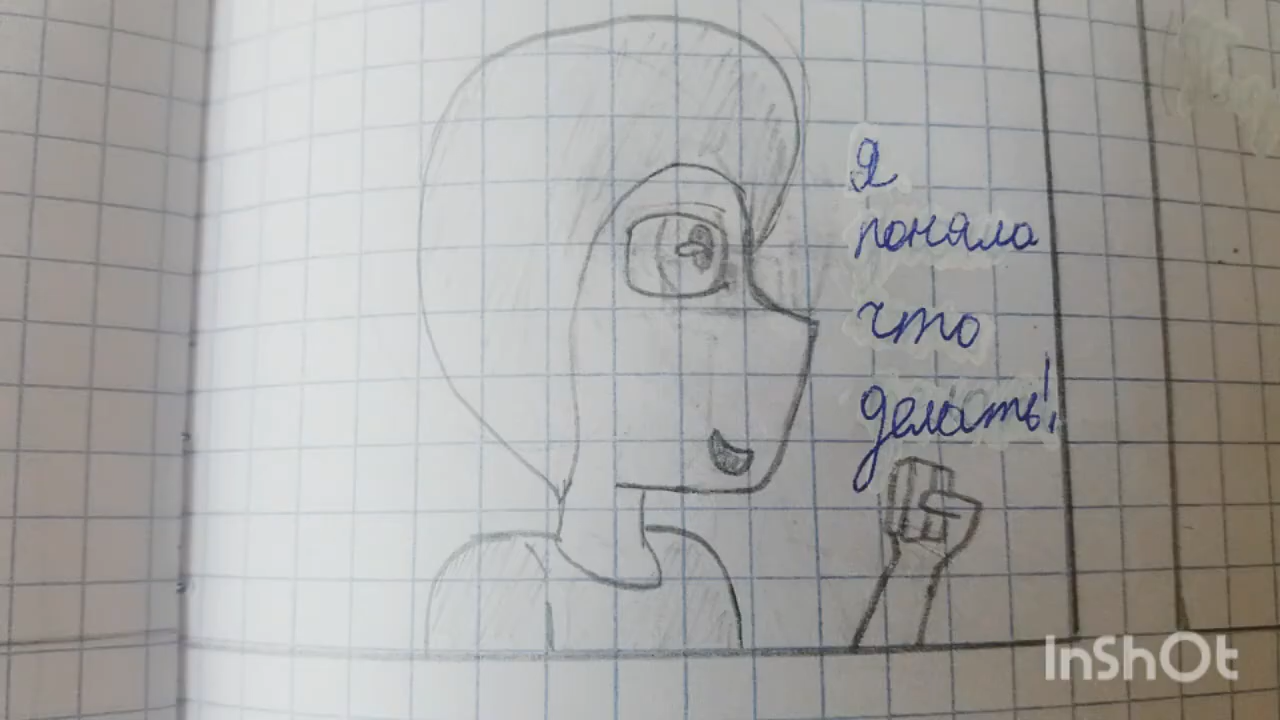 Я
поняла
что
делать!
InShOt